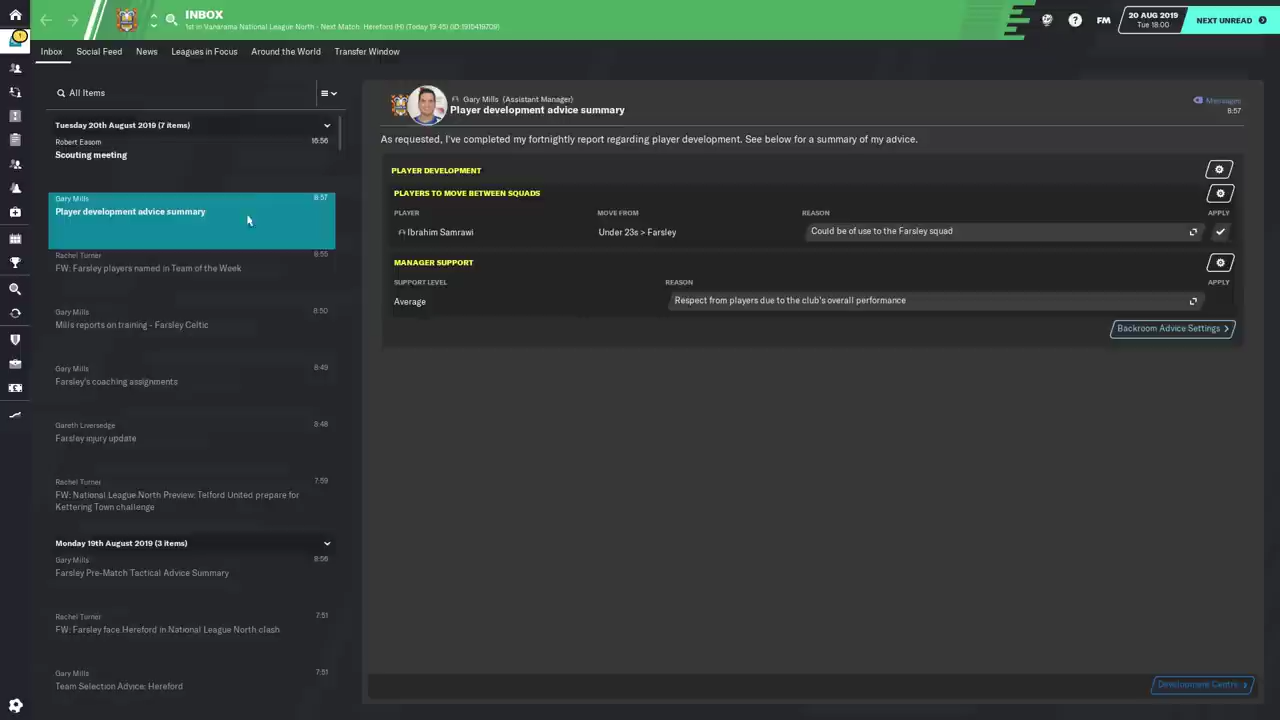 INBOX
1st in Vanarama National League North - Next Match: Hereford (H) (Today 19:45) (ID:1915419709)
FM
20 AUG 2019
Tue 18:00
NEXT UNREAD
1
Inbox Social Feed News Leagues in Focus Around the World Transfer Window
All Items
Tuesday 20th August 2019 (7 items)
Robert Eason 16:56
Scouting meeting
Gary Mills 8:57
Player development advice summary
Rachel Turner 8:55
FW: Farsley players named in Team of the Week
Gary Mills 8:50
Mills reports on training - Farsley Celtic
Gary Mills 8:49
Farsley's coaching assignments
Gareth Liversedge 8:48
Farsley injury update
Rachel Turner 7:59
FW: National League North Preview: Telford United prepare for
Kettering Town challenge
Monday 19th August 2019 (3 items)
Gary Mills 8:56
Farsley Pre-Match Tactical Advice Summary
Rachel Turner 7:51
FW: Farsley face Hereford in National League North clash
Gary Mills 7:51
Team Selection Advice: Hereford
Gary Mills (Assistant Manager)
Player development advice summary
Messages
8:57
As requested, I've completed my fortnightly report regarding player development. See below for a summary of my advice.
PLAYER DEVELOPMENT
PLAYERS TO MOVE BETWEEN SQUADS
PLAYER MOVE FROM REASON APPLY
Ibrahim Samrawi Under 23s > Farsley Could be of use to the Farsley squad
MANAGER SUPPORT
SUPPORT LEVEL REASON APPLY
Average Respect from players due to the club's overall performance
Backroom Advice Settings >
Development Centre >